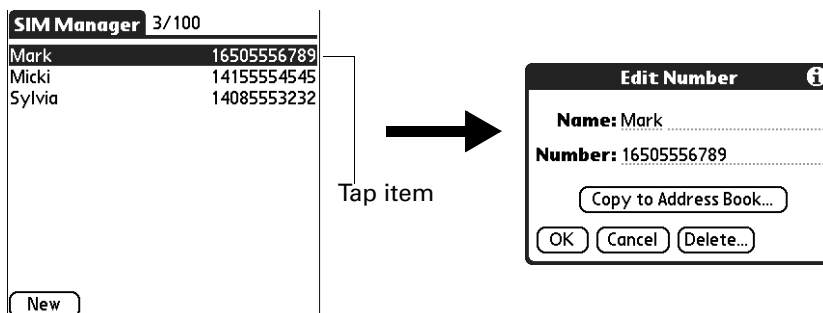 SIM Manager 3/100
Mark 16505556789
Micki 14155554545
Sylvia 14085553232
New
Tap item
Edit Number i
Name: Mark
Number: 16505556789
Copy to Address Book...
OK Cancel Delete...